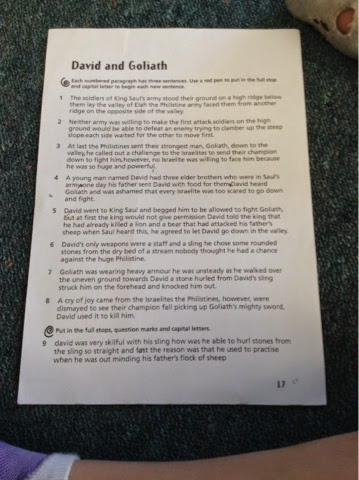 David and Goliath
Each numbered paragraph has three sentences. Use a red pen to put in the full stop
and capital letter to begin each new sentence.
1 The soldiers of King Saul's army stood their ground on a high ridge below
them lay the valley of Elah the Philistine army faced them from another
ridge on the opposite side of the valley.
2 Neither army was willing to make the first attack soldiers on the high
ground would be able to defeat an enemy trying to clamber up the steep
slope each side waited for the other to move first.
3 At last the Philistines sent their strongest man, Goliath, down to the
valley he called out a challenge to the Israelites to send their champion
down to fight him, however, no Israelite was willing to face him because
he was so huge and powerful.
4 A young man named David had three elder brothers who were in Saul's
army one day his father sent David with food for them David heard
Goliath and was ashamed that every Israelite was too scared to go down
and fight.
5 David went to King Saul and begged him to be allowed to fight Goliath,
but at first the king would not give permission David told the king that
he had already killed a lion and a bear that had attacked his father's
sheep when Saul heard this, he agreed to let David go down in the valley.
6 David's only weapons were a staff and a sling he chose some rounded
stones from the dry bed of a stream nobody thought he had a chance
against the huge Philistine.
7 Goliath was wearing heavy armour he was unsteady as he walked over
the uneven ground towards David a stone hurled from David's sling
struck him on the forehead and knocked him out.
8 A cry of joy came from the Israelites the Philistines, however, were
dismayed to see their champion fall picking up Goliath's mighty sword,
David used it to kill him.
Put in the full stops, question marks and capital letters.
9 david was very skilful with his sling how was he able to hurl stones from
the sling so straight and fast the reason was that he used to practise
when he was out minding his father's flock of sheep
17